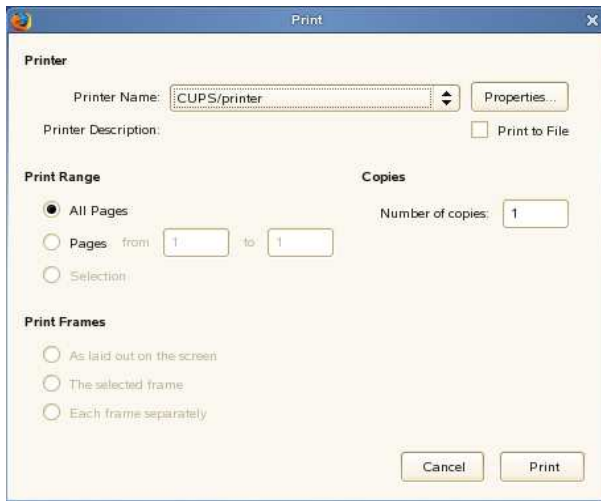 Print
Printer
Printer Name: CUPS/printer Properties...
Printer Description: Print to File
Print Range Copies
All Pages Number of copies: 1
Pages from 1 to 1
Selection
Print Frames
As laid out on the screen
The selected frame
Each frame separately
Cancel Print